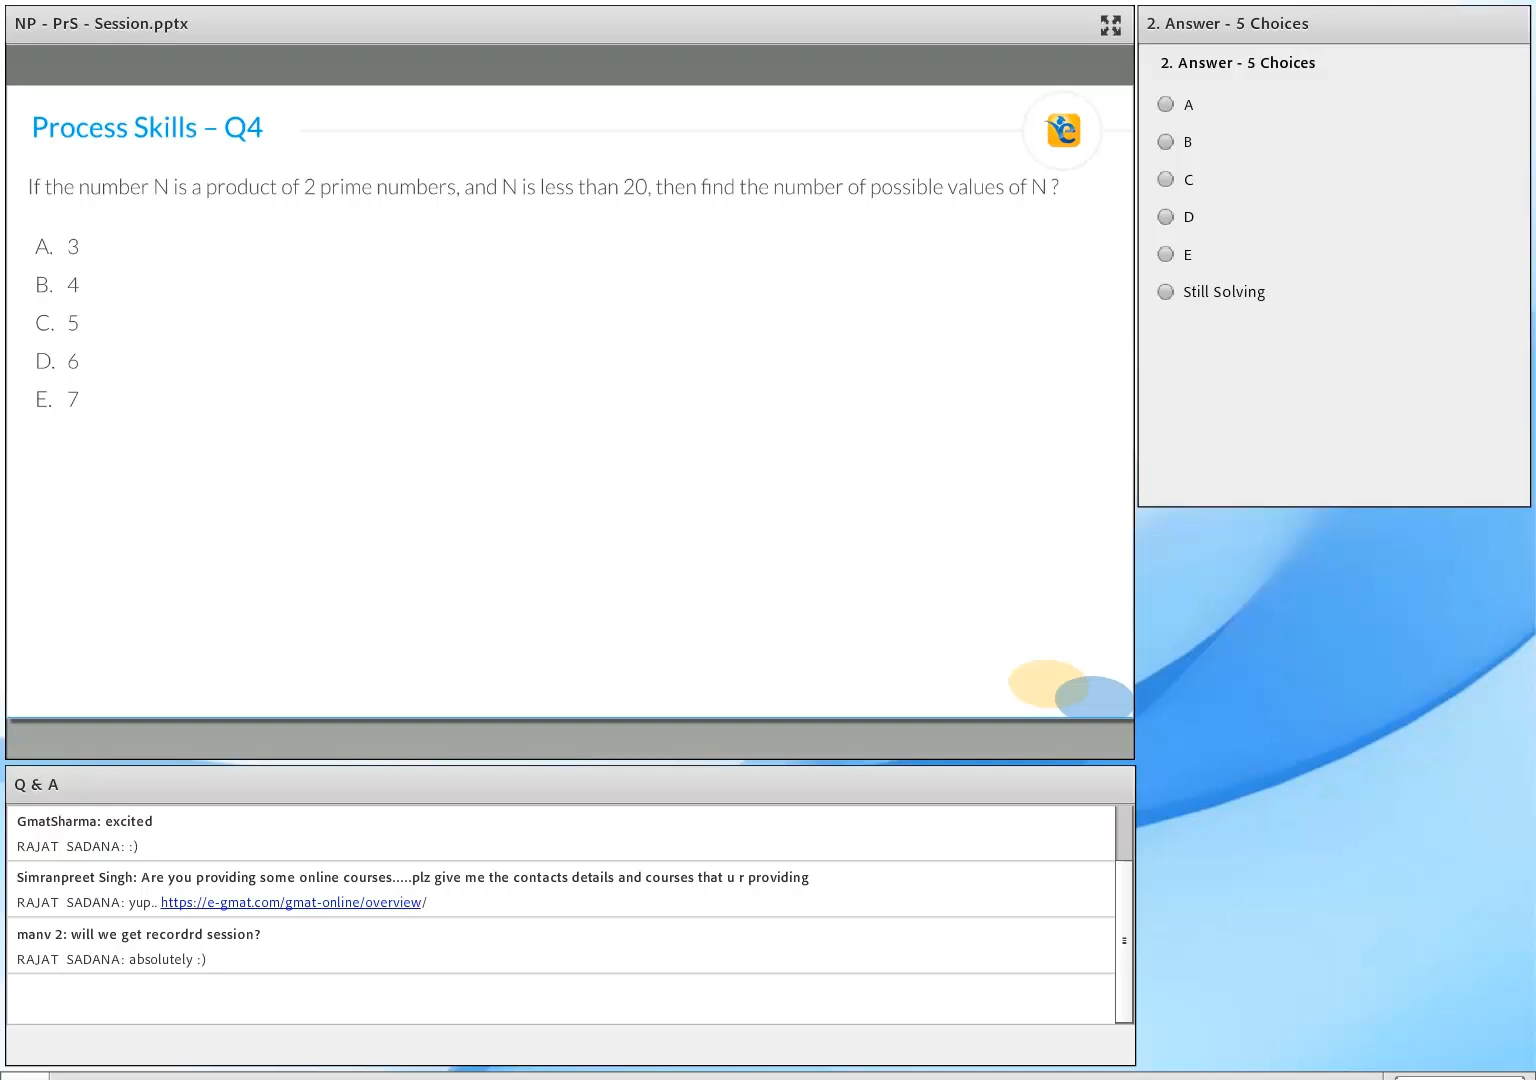 NP - PrS - Session.pptx
Process Skills – Q4
If the number N is a product of 2 prime numbers, and N is less than 20, then find the number of possible values of N ?
A. 3
B. 4
C. 5
D. 6
E. 7
2. Answer - 5 Choices
2. Answer - 5 Choices
A
B
C
D
E
Still Solving
Q & A
GmatSharma: excited
RAJAT SADANA: :)
Simranpreet Singh: Are you providing some online courses.....plz give me the contacts details and courses that u r providing
RAJAT SADANA: yup.. https://e-gmat.com/gmat-online/overview/
manv 2: will we get recordrd session?
RAJAT SADANA: absolutely :)